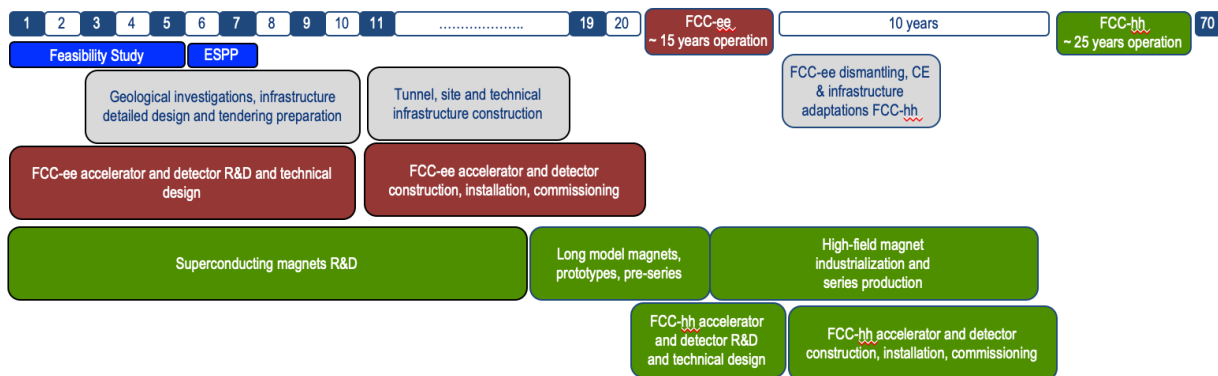 1 2 3 4 5 6 7 8 9 10 11 ...................... 19 20
FCC-ee
~ 15 years operation
10 years
FCC-hh
~ 25 years operation
70
Feasibility Study
ESPP
Geological investigations, infrastructure
detailed design and tendering preparation
Tunnel, site and technical
infrastructure construction
FCC-ee dismantling, CE
& infrastructure
adaptations FCC-hh
FCC-ee accelerator and detector R&D and technical
design
FCC-ee accelerator and detector
construction, installation, commissioning
Superconducting magnets R&D
Long model magnets,
prototypes, pre-series
High-field magnet
industrialization and
series production
FCC-hh accelerator
and detector R&D
and technical design
FCC-hh accelerator and detector
construction, installation, commissioning